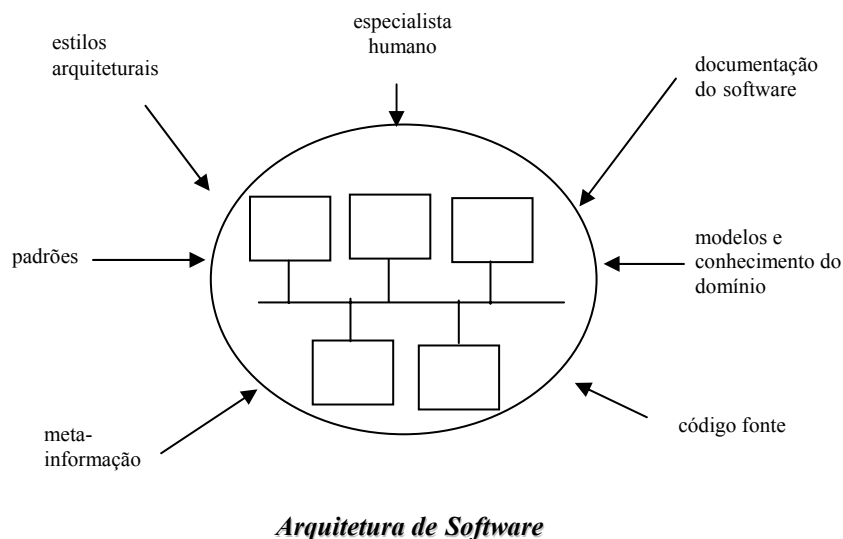 especialista
humano
estilos
arquiteturais
documentação
do software
padrões
modelos e
conhecimento do
domínio
meta-
informação
código fonte
Arquitetura de Software